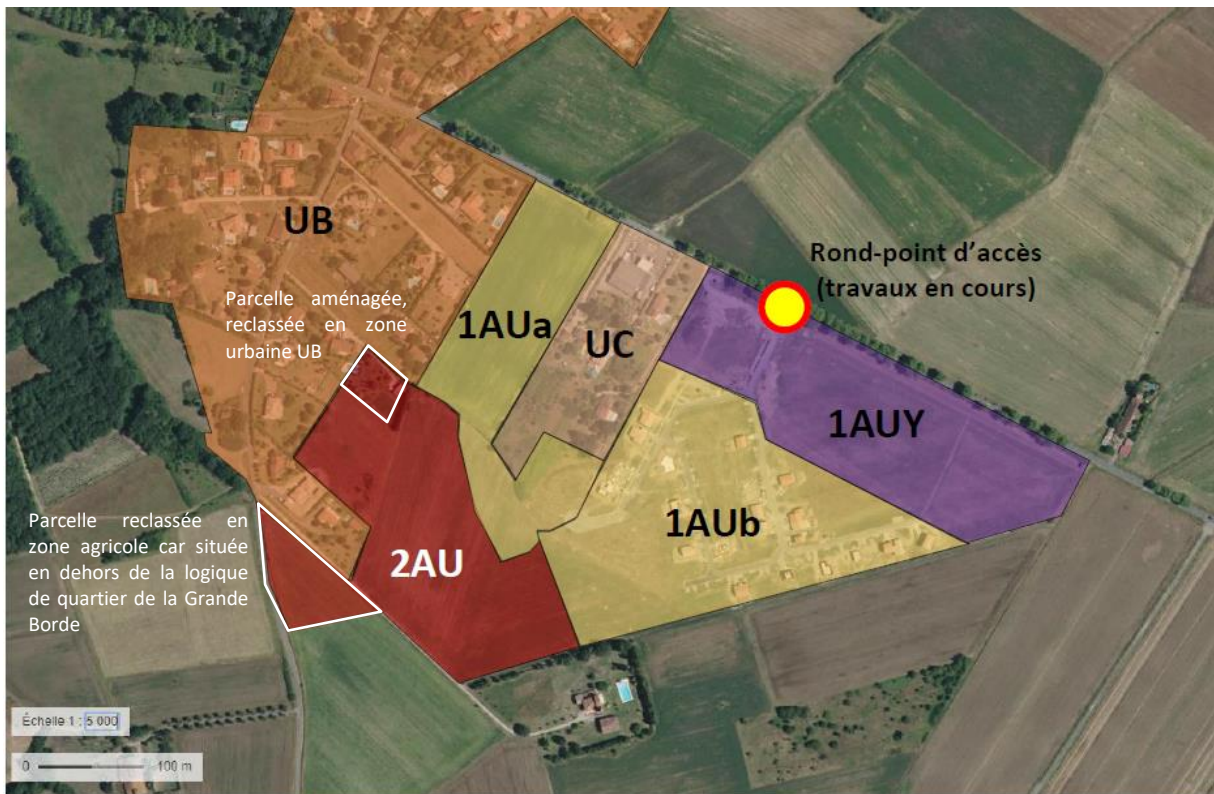 UB
Rond-point d'accès
(travaux en cours)
Parcelle aménagée,
reclassée en zone
urbaine UB
1AUa
UC
1AUY
Parcelle reclassée en
zone agricole car située
en dehors de la logique
de quartier de la Grande
Borde
1AUb
2AU
Échelle 1 : 5 000
0 100 m